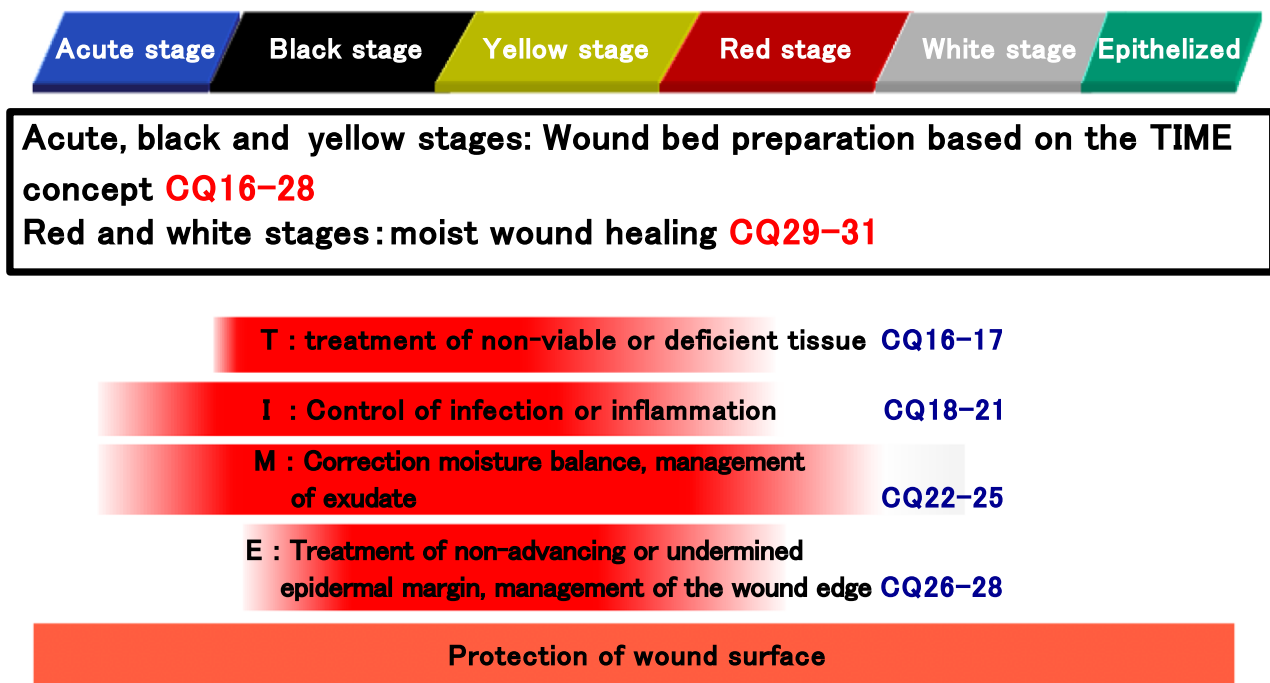 Acute stage Black stage Yellow stage Red stage White stage Epithelized
Acute, black and yellow stages: Wound bed preparation based on the TIME
concept CQ16-28
Red and white stages: moist wound healing CQ29-31
T : treatment of non-viable or deficient tissue CQ16-17
I : Control of infection or inflammation CQ18-21
M : Correction moisture balance, management
of exudate CQ22-25
E : Treatment of non-advancing or undermined
epidermal margin, management of the wound edge CQ26-28
Protection of wound surface